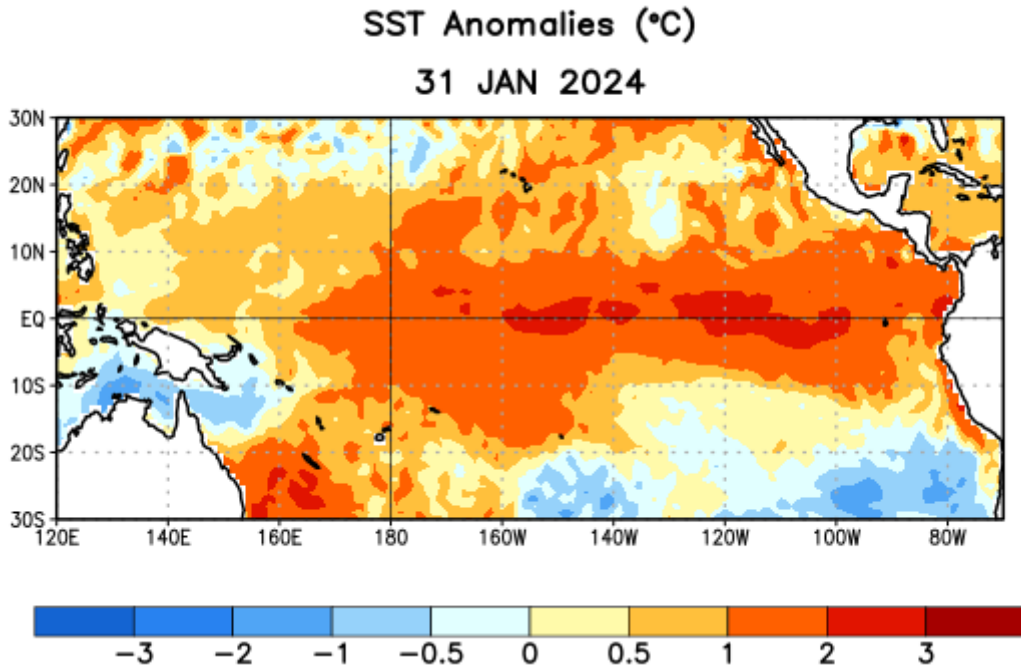 SST Anomalies (°C)
31 JAN 2024
30N
20N
10N
EQ
10S
20S
30S
120E 140E 160E 180 160W 140W 120W 100W 80W
-3 -2 -1 -0.5 0 0.5 1 2 3